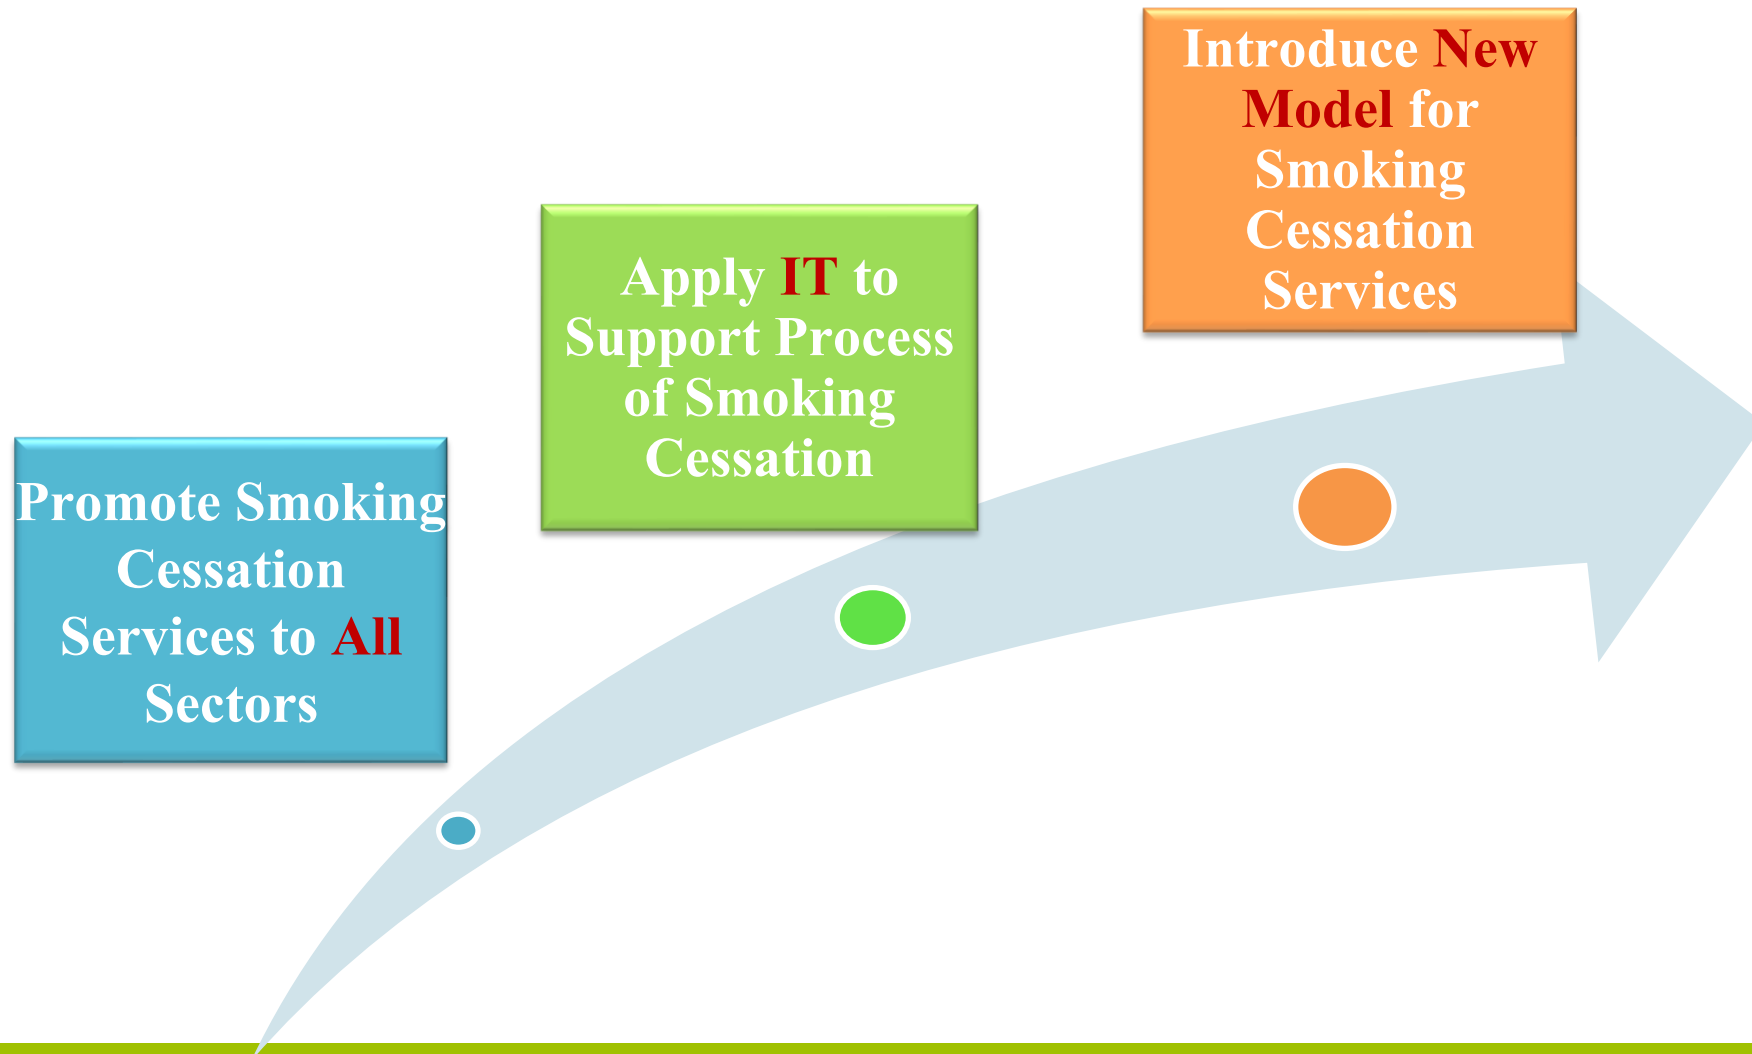 Promote Smoking
Cessation
Services to All
Sectors
Apply IT to
Support Process
of Smoking
Cessation
Introduce New
Model for
Smoking
Cessation
Services